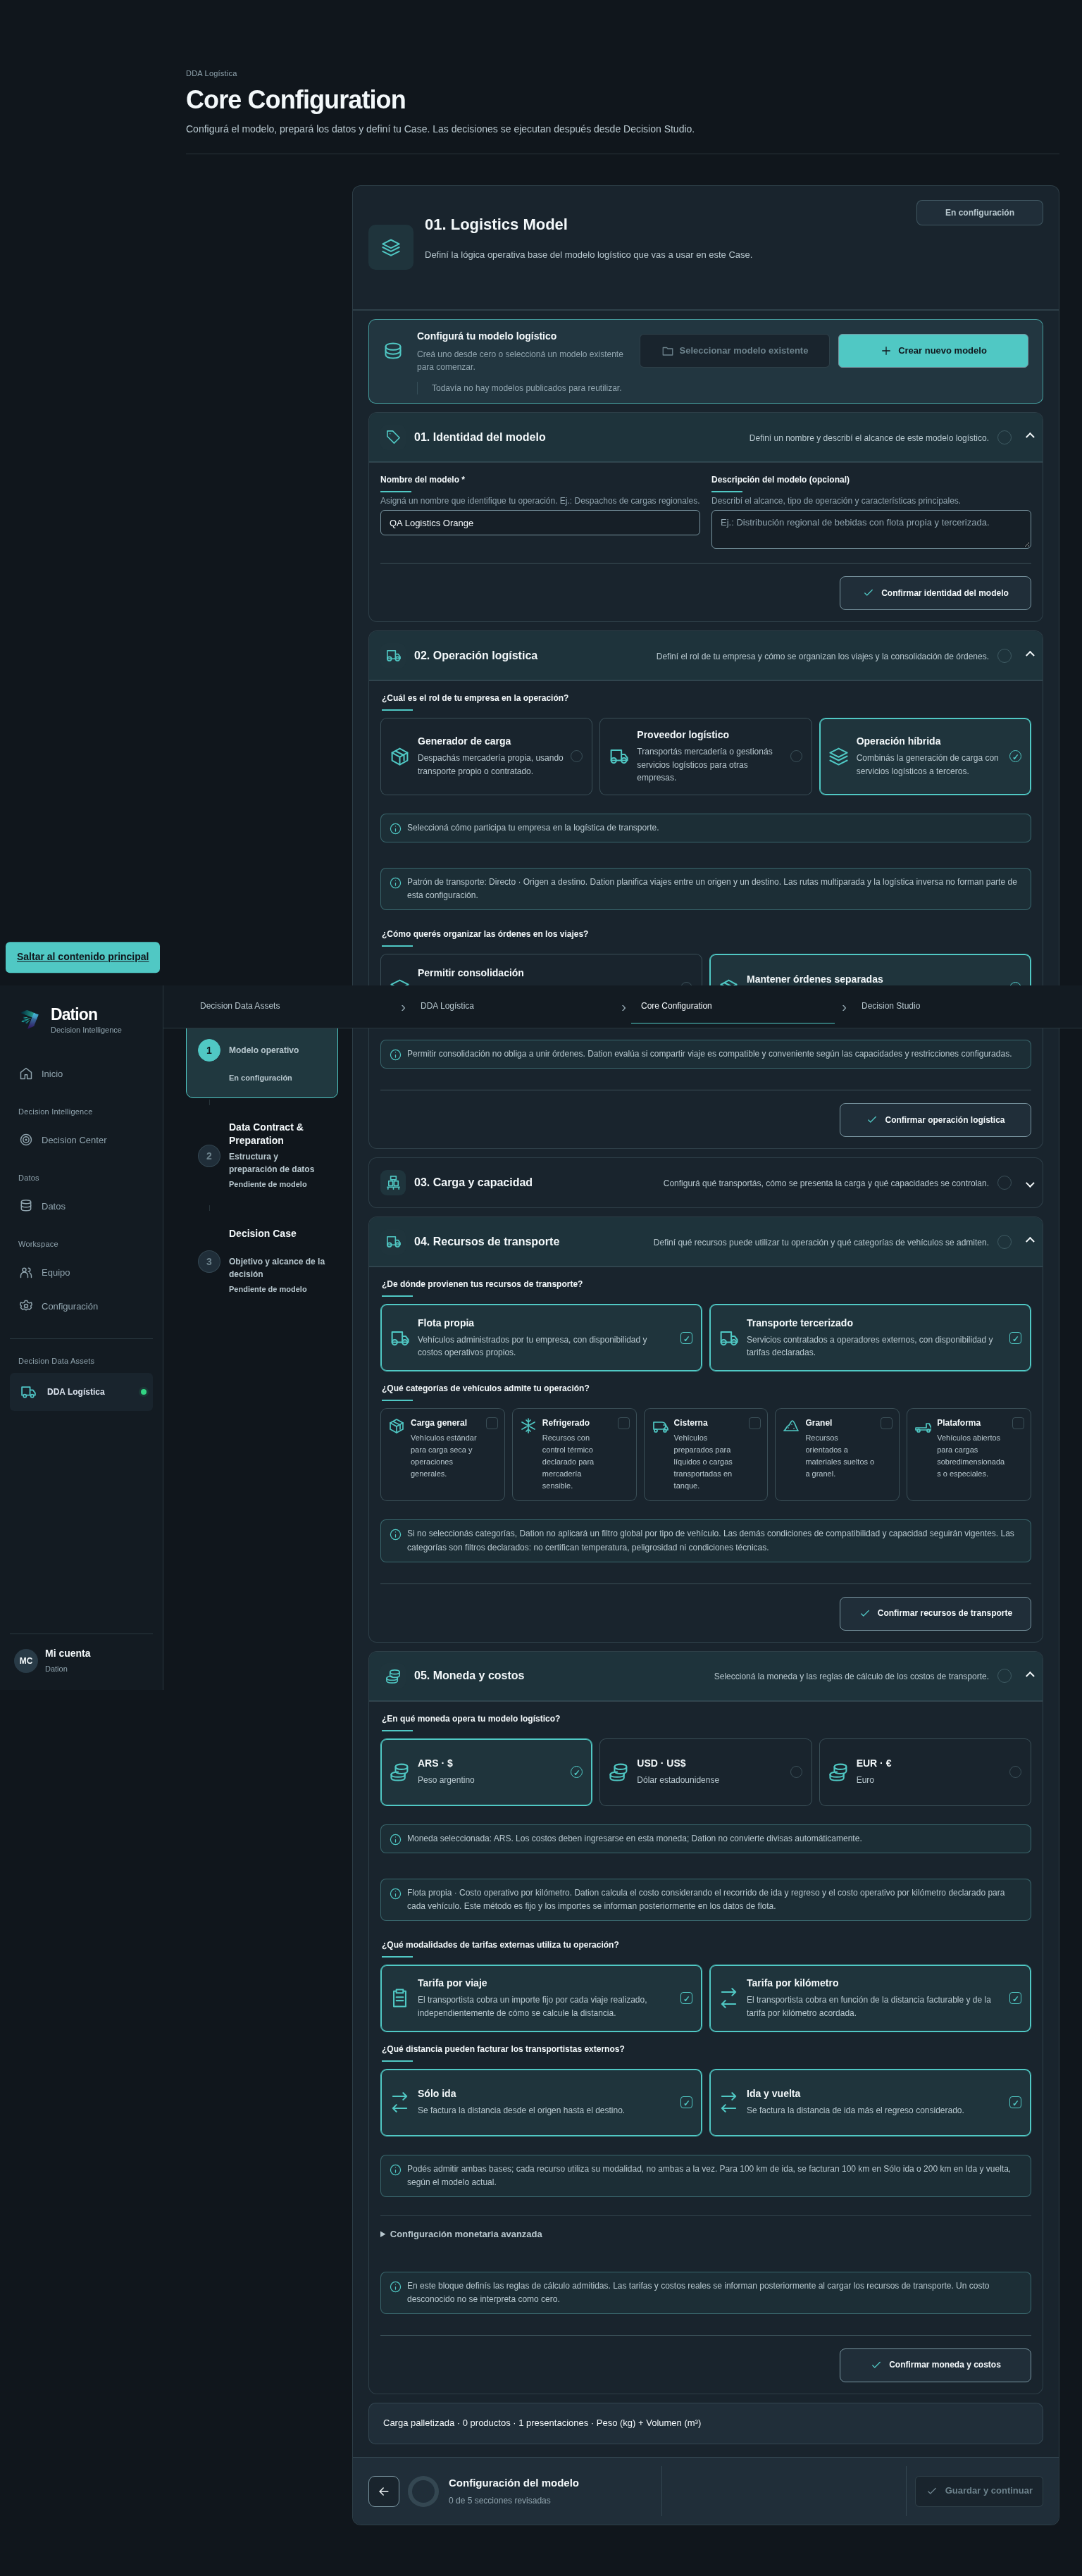 DDA Logística
Core Configuration
Configurá el modelo, prepará los datos y definí tu Case. Las decisiones se ejecutan después desde Decision Studio.
En configuración
01. Logistics Model
Definí la lógica operativa base del modelo logístico que vas a usar en este Case.
Configurá tu modelo logístico
Creá uno desde cero o seleccioná un modelo existente
para comenzar.
Todavía no hay modelos publicados para reutilizar.
Seleccionar modelo existente
Crear nuevo modelo
01. Identidad del modelo
Definí un nombre y describí el alcance de este modelo logístico.
Nombre del modelo *
Asigná un nombre que identifique tu operación. Ej.: Despachos de cargas regionales.
QA Logistics Orange
Descripción del modelo (opcional)
Describí el alcance, tipo de operación y características principales.
Ej.: Distribución regional de bebidas con flota propia y tercerizada.
Confirmar identidad del modelo
02. Operación logística
Definí el rol de tu empresa y cómo se organizan los viajes y la consolidación de órdenes.
¿Cuál es el rol de tu empresa en la operación?
Generador de carga
Despachás mercadería propia, usando
transporte propio o contratado.
Proveedor logístico
Transportás mercadería o gestionás
servicios logísticos para otras
empresas.
Operación híbrida
Combinás la generación de carga con
servicios logísticos a terceros.
Seleccioná cómo participa tu empresa en la logística de transporte.
Patrón de transporte: Directo · Origen a destino. Dation planifica viajes entre un origen y un destino. Las rutas multiparada y la logística inversa no forman parte de
esta configuración.
¿Cómo querés organizar las órdenes en los viajes?
Permitir consolidación
Mantener órdenes separadas
Saltar al contenido principal
Dation
Decision Intelligence
Inicio
Decision Intelligence
Decision Center
Datos
Datos
Workspace
Equipo
Configuración
Decision Data Assets
DDA Logística
MC
Mi cuenta
Dation
Decision Data Assets
DDA Logística
Core Configuration
Decision Studio
1
Modelo operativo
En configuración
Data Contract &
Preparation
2
Estructura y
preparación de datos
Pendiente de modelo
Decision Case
3
Objetivo y alcance de la
decisión
Pendiente de modelo
Permitir consolidación no obliga a unir órdenes. Dation evalúa si compartir viaje es compatible y conveniente según las capacidades y restricciones configuradas.
Confirmar operación logística
03. Carga y capacidad
Configurá qué transportás, cómo se presenta la carga y qué capacidades se controlan.
04. Recursos de transporte
Definí qué recursos puede utilizar tu operación y qué categorías de vehículos se admiten.
¿De dónde provienen tus recursos de transporte?
Flota propia
Vehículos administrados por tu empresa, con disponibilidad y
costos operativos propios.
Transporte tercerizado
Servicios contratados a operadores externos, con disponibilidad y
tarifas declaradas.
¿Qué categorías de vehículos admite tu operación?
Carga general
Vehículos estándar
para carga seca y
operaciones
generales.
Refrigerado
Recursos con
control térmico
declarado para
mercadería
sensible.
Cisterna
Vehículos
preparados para
líquidos o cargas
transportadas en
tanque.
Granel
Recursos
orientados a
materiales sueltos o
a granel.
Plataforma
Vehículos abiertos
para cargas
sobredimensionada
s o especiales.
Si no seleccionás categorías, Dation no aplicará un filtro global por tipo de vehículo. Las demás condiciones de compatibilidad y capacidad seguirán vigentes. Las
categorías son filtros declarados: no certifican temperatura, peligrosidad ni condiciones técnicas.
Confirmar recursos de transporte
05. Moneda y costos
Seleccioná la moneda y las reglas de cálculo de los costos de transporte.
¿En qué moneda opera tu modelo logístico?
ARS · $
Peso argentino
USD · US$
Dólar estadounidense
EUR · €
Euro
Moneda seleccionada: ARS. Los costos deben ingresarse en esta moneda; Dation no convierte divisas automáticamente.
Flota propia · Costo operativo por kilómetro. Dation calcula el costo considerando el recorrido de ida y regreso y el costo operativo por kilómetro declarado para
cada vehículo. Este método es fijo y los importes se informan posteriormente en los datos de flota.
¿Qué modalidades de tarifas externas utiliza tu operación?
Tarifa por viaje
El transportista cobra un importe fijo por cada viaje realizado,
independientemente de cómo se calcule la distancia.
Tarifa por kilómetro
El transportista cobra en función de la distancia facturable y de la
tarifa por kilómetro acordada.
¿Qué distancia pueden facturar los transportistas externos?
Sólo ida
Se factura la distancia desde el origen hasta el destino.
Ida y vuelta
Se factura la distancia de ida más el regreso considerado.
Podés admitir ambas bases; cada recurso utiliza su modalidad, no ambas a la vez. Para 100 km de ida, se facturan 100 km en Sólo ida o 200 km en Ida y vuelta,
según el modelo actual.
Configuración monetaria avanzada
En este bloque definís las reglas de cálculo admitidas. Las tarifas y costos reales se informan posteriormente al cargar los recursos de transporte. Un costo
desconocido no se interpreta como cero.
Confirmar moneda y costos
Carga palletizada · 0 productos · 1 presentaciones · Peso (kg) + Volumen (m³)
Configuración del modelo
0 de 5 secciones revisadas
Guardar y continuar